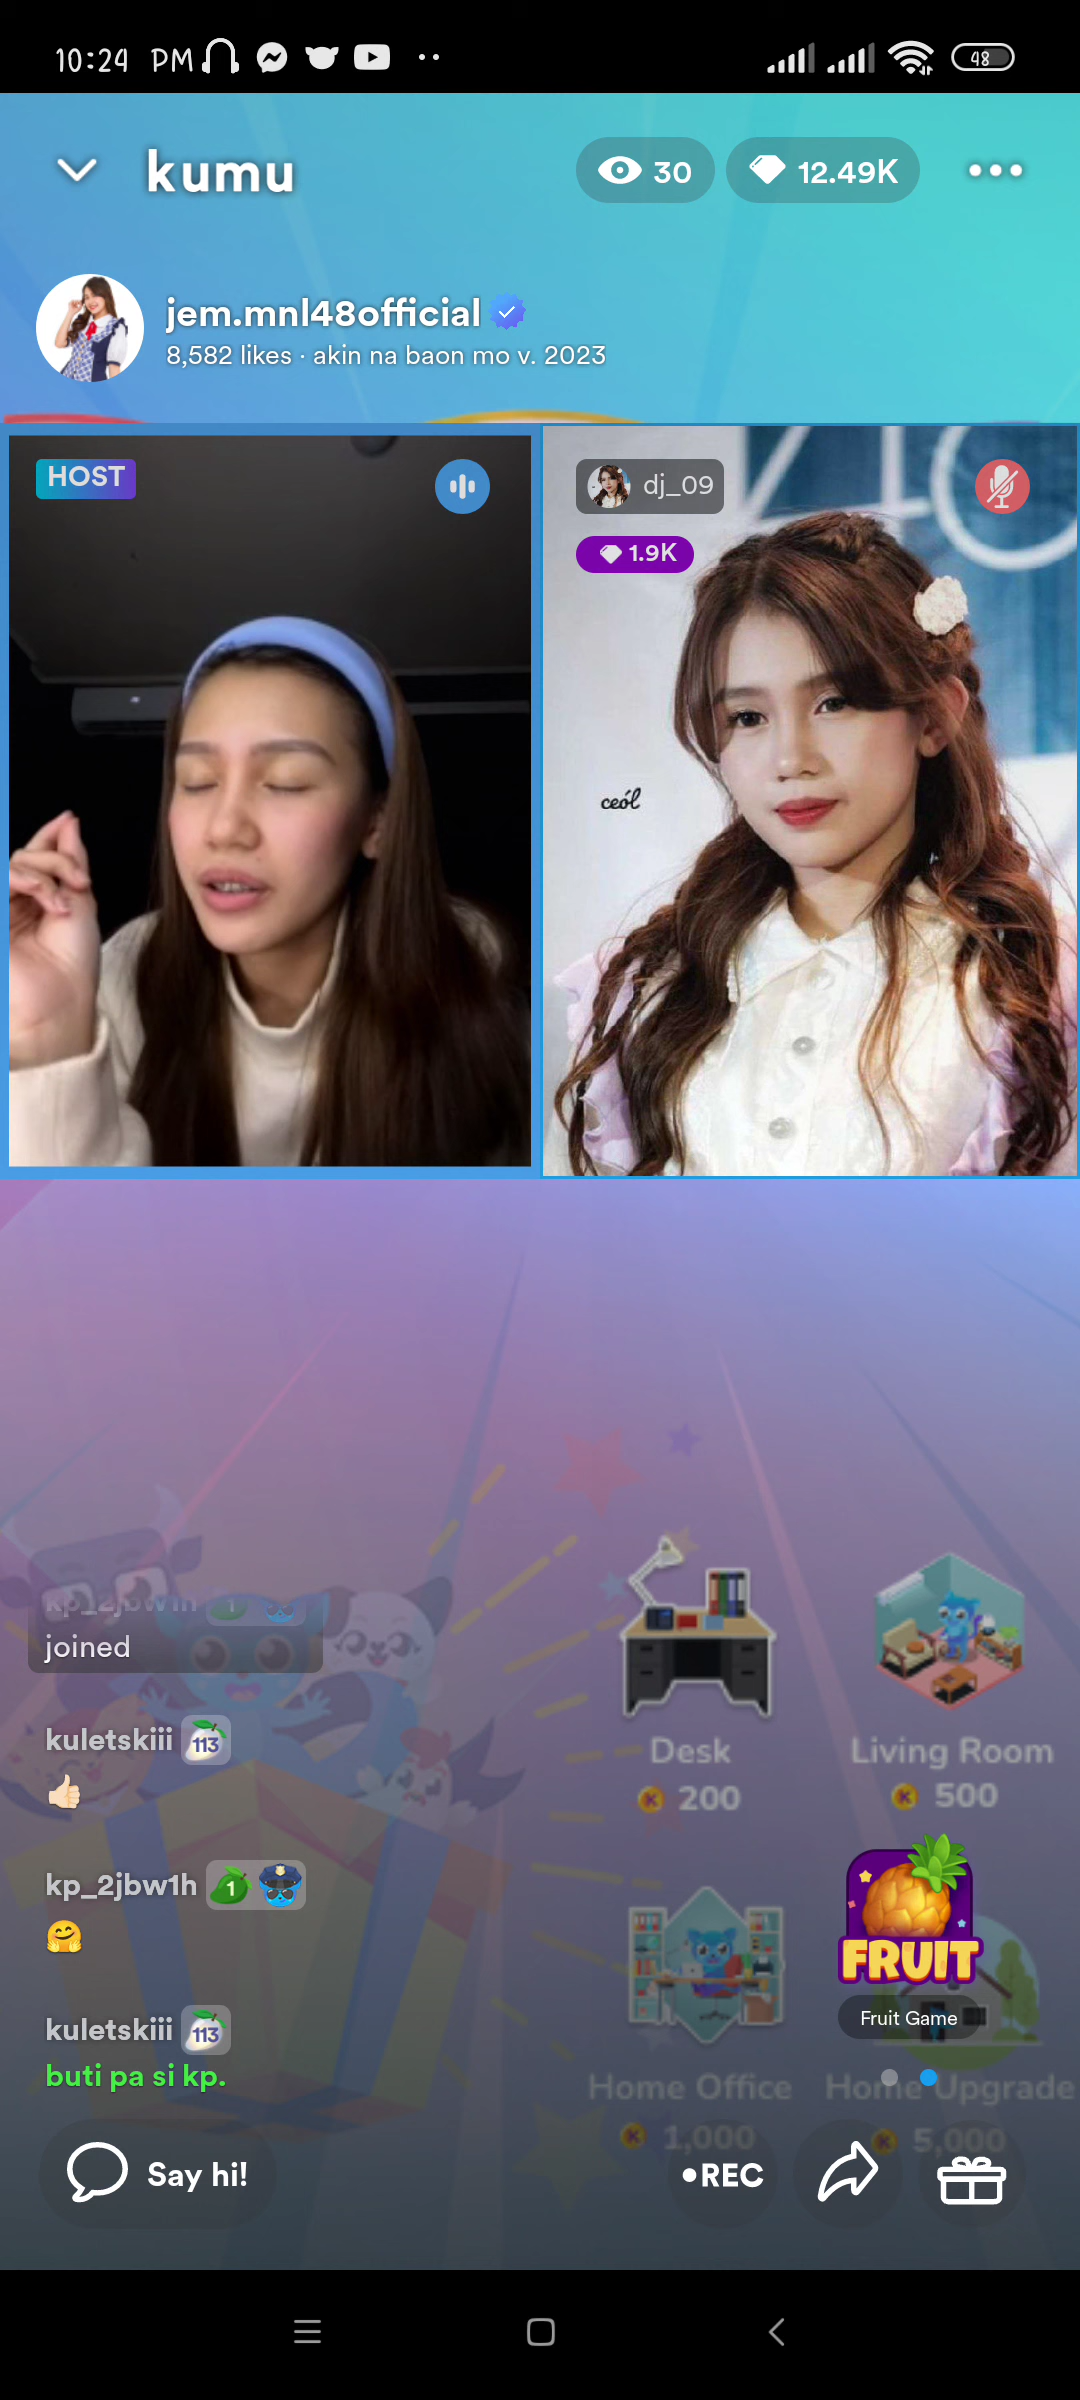 10:24 PM
48
kumu
30
12.49K
jem.mnl48official
8,582 likes · akin na baon mo v. 2023
HOST
dj_09
1.9K
ceól
kp_2jbw1h 1
joined
kuletskiii 113
kp_2jbw1h 1
kuletskiii 113
buti pa si kp.
Desk
200
Living Room
500
FRUIT
Fruit Game
Home Office
1,000
Home Upgrade
5,000
Say hi!
•REC